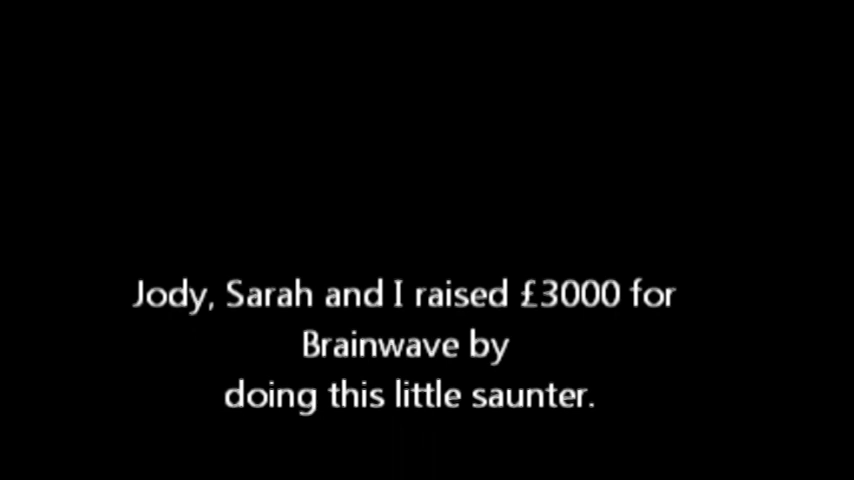 Jody, Sarah and I raised £3000 for
Brainwave by
doing this little saunter.